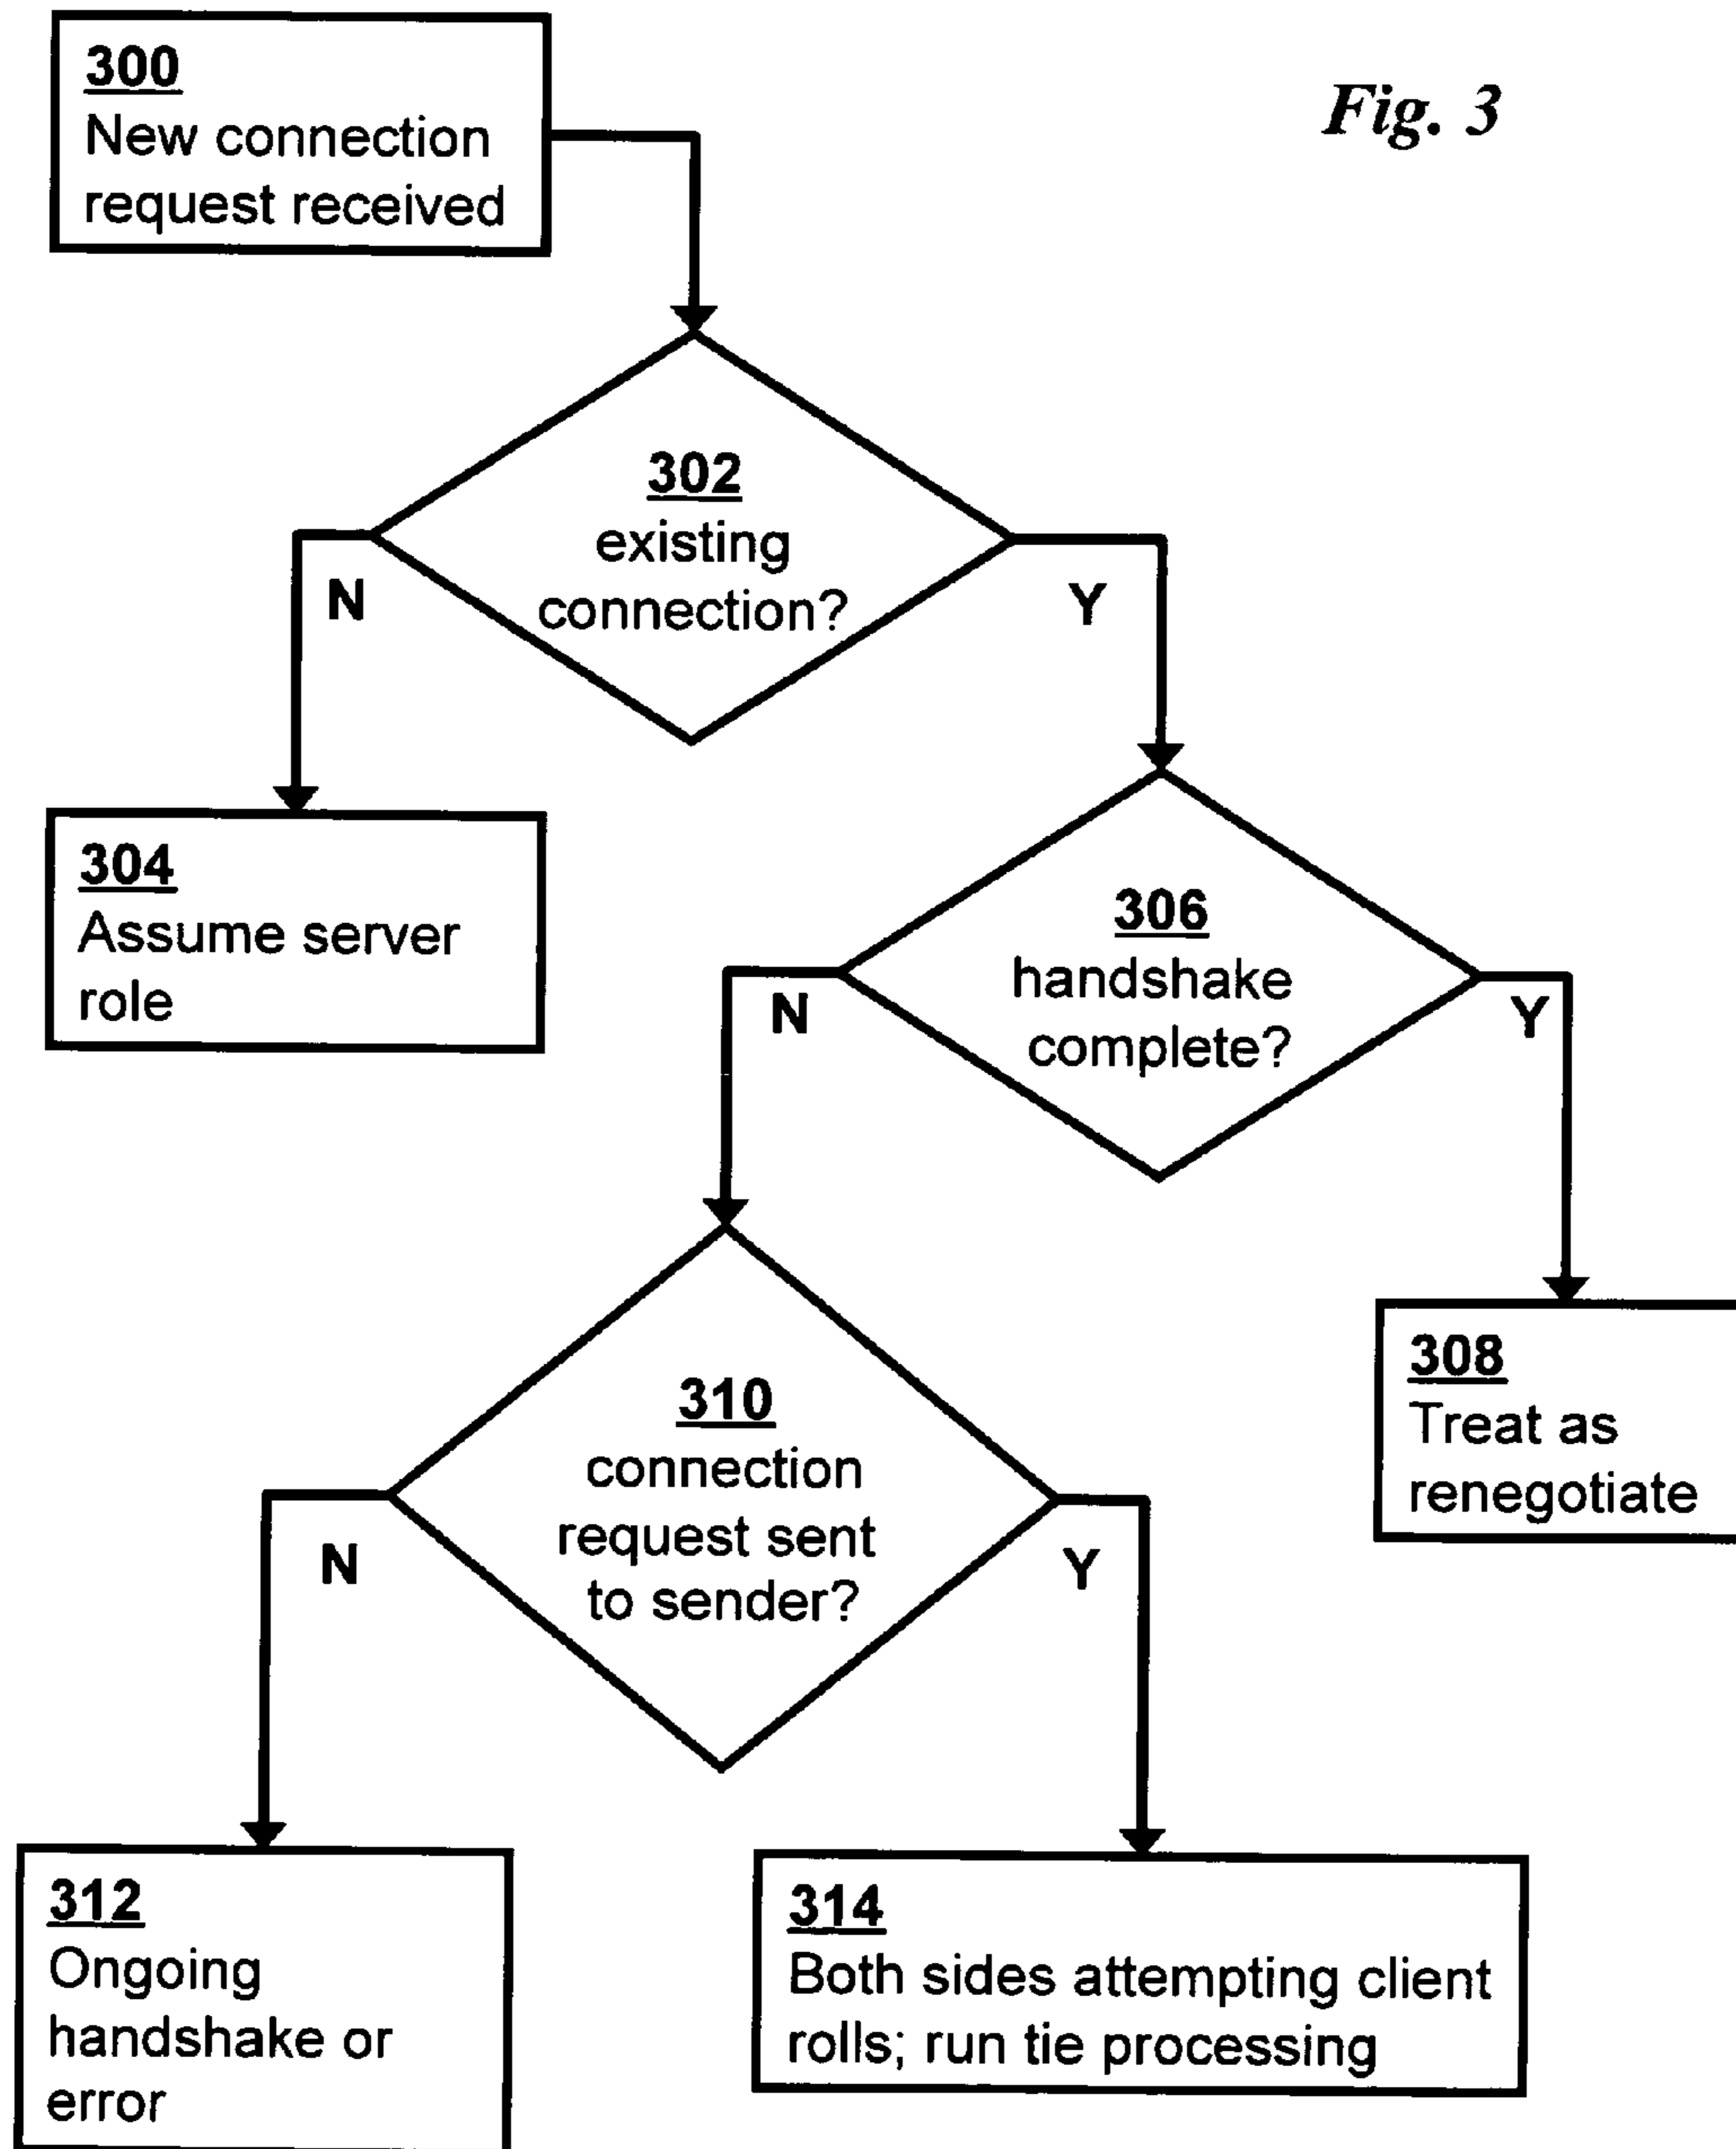 Fig. 3
300
New connection
request received
302
existing
connection?
N
Y
304
Assume server
role
306
handshake
complete?
N
Y
308
Treat as
renegotiate
310
connection
request sent
to sender?
N
Y
312
Ongoing
handshake or
error
314
Both sides attempting client
rolls; run tie processing